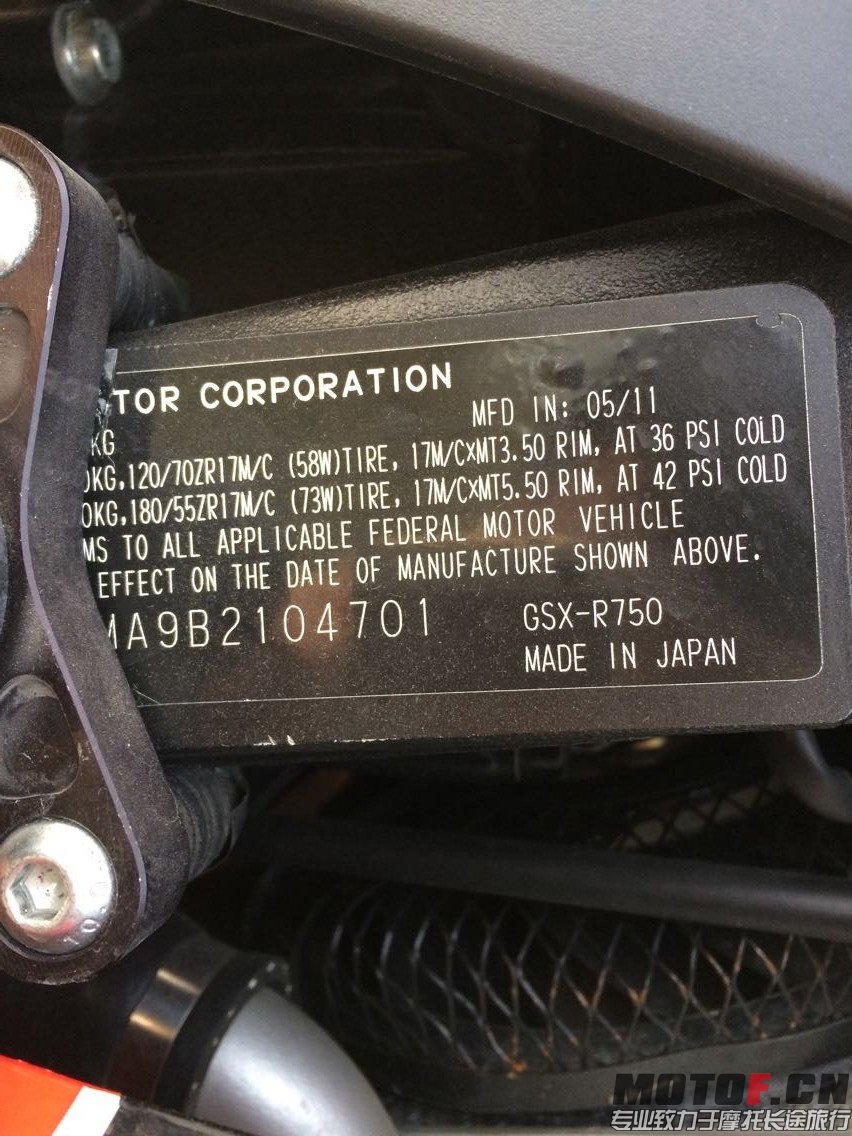 TOR CORPORATION
MFD IN: 05/11
KG
0KG,120/70ZR17M/C (58W)TIRE, 17M/C×MT3.50 RIM, AT 36 PSI COLD
0KG,180/55ZR17M/C (73W)TIRE, 17M/C×MT5.50 RIM, AT 42 PSI COLD
MS TO ALL APPLICABLE FEDERAL MOTOR VEHICLE
EFFECT ON THE DATE OF MANUFACTURE SHOWN ABOVE.
MA9B2104701
GSX-R750
MADE IN JAPAN
MOTOF.CN
专业致力于摩托长途旅行